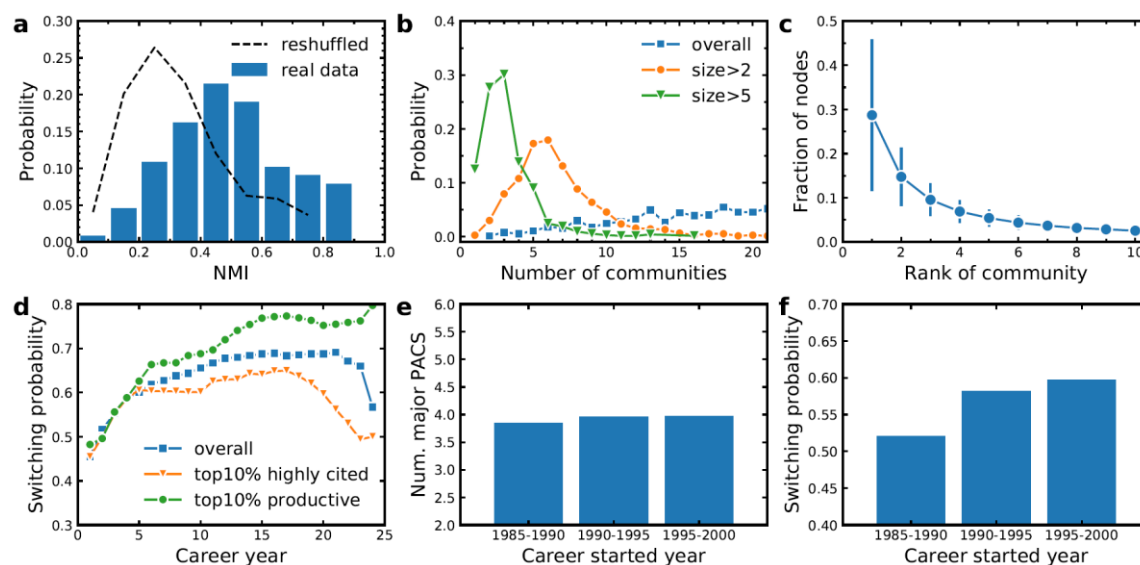 a
0.30
0.25
0.20
0.15
0.10
0.05
0.00
Probability
0.0 0.2 0.4 0.6 0.8 1.0
NMI
reshuffled
real data
b
0.4
0.3
0.2
0.1
0.0
Probability
0 5 10 15 20
Number of communities
overall
size>2
size>5
c
0.5
0.4
0.3
0.2
0.1
0.0
Fraction of nodes
0 2 4 6 8 10
Rank of community
d
0.8
0.7
0.6
0.5
0.4
0.3
Switching probability
0 5 10 15 20 25
Career year
overall
top10% highly cited
top10% productive
e
6.0
5.5
5.0
4.5
4.0
3.5
3.0
2.5
2.0
Num. major PACS
1985-1990 1990-1995 1995-2000
Career started year
f
0.70
0.65
0.60
0.55
0.50
0.45
0.40
Switching probability
1985-1990 1990-1995 1995-2000
Career started year